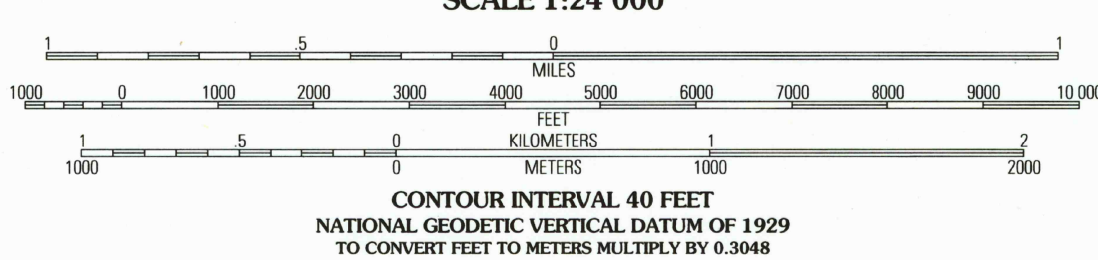 SCALE 1:24 000
1 .5 0 1
MILES
1000 0 1000 2000 3000 4000 5000 6000 7000 8000 9000 10 000
FEET
1 .5 0 KILOMETERS 1 2
1000 0 METERS 1000 2000
CONTOUR INTERVAL 40 FEET
NATIONAL GEODETIC VERTICAL DATUM OF 1929
TO CONVERT FEET TO METERS MULTIPLY BY 0.3048